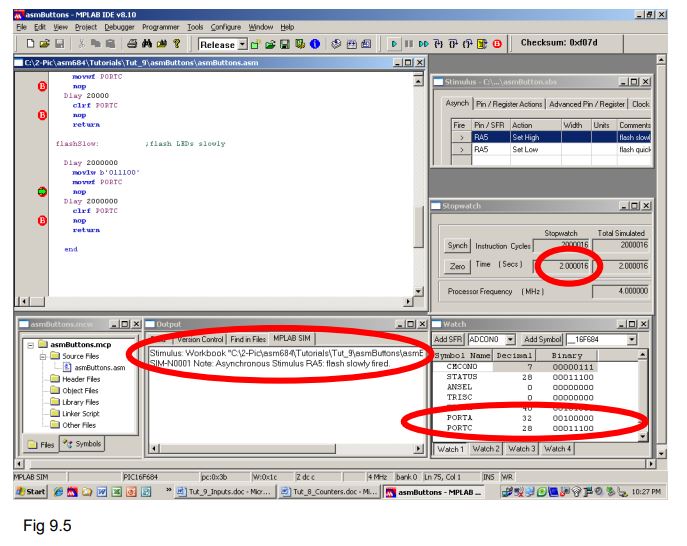 asmButtons - MPLAB IDE v8.10
File Edit View Project Debugger Programmer Tools Configure Window Help
Release
Checksum: 0xf07d
C:\2-Pic\asm684\Tutorials\Tut_9\asmButtons\asmButtons.asm
movwf PORTC
nop
Dlay 20000
clrf PORTC
nop
return
flashSlow: ;flash LEDs slowly
Dlay 2000000
movlw b'011100'
movwf PORTC
nop
Dlay 2000000
clrf PORTC
nop
return
end
Stimulus - C:\...\asmButton.sbs
Asynch Pin / Register Actions Advanced Pin / Register Clock
Fire Pin / SFR Action Width Units Comments
> RA5 Set High flash slowl
> RA5 Set Low flash quick
Stopwatch
Stopwatch Total Simulated
Synch Instruction Cycles 2000016 2000016
Zero Time (Secs) 2.000016 2.000016
Processor Frequency (MHz) 4.000000
asmButtons.mcw
asmButtons.mcp
Source Files
asmButtons.asm
Header Files
Object Files
Library Files
Linker Script
Other Files
Files Symbols
Output
Version Control Find in Files MPLAB SIM
Stimulus: Workbook "C:\2-Pic\asm684\Tutorials\Tut_9\asmButtons\asmB
SIM-N0001 Note: Asynchronous Stimulus RA5: flash slowly fired.
Watch
Add SFR ADCON0 Add Symbol __16F684
Symbol Name Decimal Binary
CMCON0 7 00000111
STATUS 28 00011100
ANSEL 0 00000000
TRISC 0 00000000
PORTA 32 00100000
PORTC 28 00011100
Watch 1 Watch 2 Watch 3 Watch 4
MPLAB SIM PIC16F684 pc:0x3b W:0x1c Z dc c 4 MHz bank 0 Ln 75, Col 1 INS WR
Start Tut_9_Inputs.doc - Micr... Tut_8_Counters.doc - Mi... asmButtons - MPLAB ... 10:27 PM
Fig 9.5